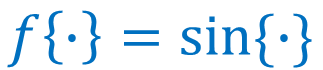 f{·} = sin{·}